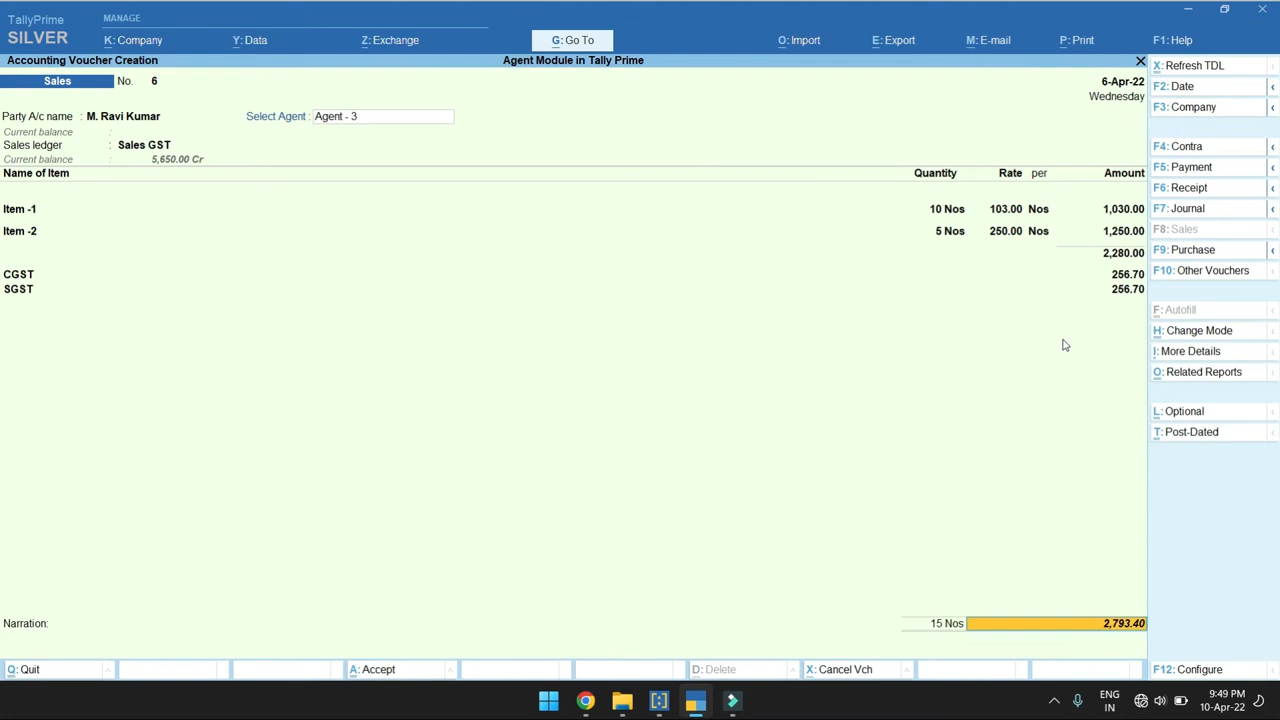 TallyPrime
SILVER
MANAGE
K: Company
Y: Data
Z: Exchange
G: Go To
O: Import
E: Export
M: E-mail
P: Print
F1: Help
Accounting Voucher Creation
Agent Module in Tally Prime
Sales
No. 6
6-Apr-22
Wednesday
Party A/c name : M. Ravi Kumar
Select Agent : Agent - 3
Current balance :
Sales ledger : Sales GST
Current balance : 5,650.00 Cr
Name of Item Quantity Rate per Amount
Item -1 10 Nos 103.00 Nos 1,030.00
Item -2 5 Nos 250.00 Nos 1,250.00
2,280.00
CGST 256.70
SGST 256.70
Narration: 15 Nos 2,793.40
X: Refresh TDL
F2: Date
F3: Company
F4: Contra
F5: Payment
F6: Receipt
F7: Journal
F8: Sales
F9: Purchase
F10: Other Vouchers
F: Autofill
H: Change Mode
I: More Details
O: Related Reports
L: Optional
T: Post-Dated
Q: Quit
A: Accept
D: Delete
X: Cancel Vch
F12: Configure
ENG
IN
9:49 PM
10-Apr-22